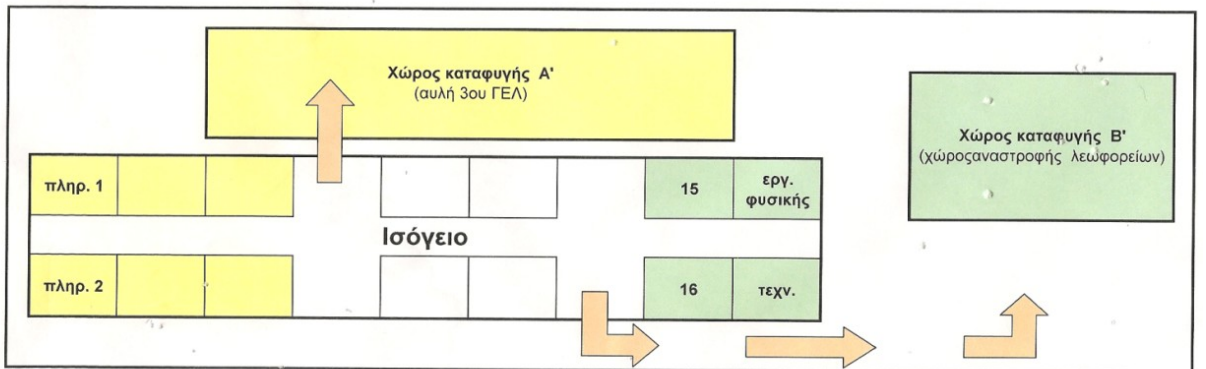 Χώρος καταφυγής Α'
(αυλή 3ου ΓΕΛ)
Χώρος καταφυγής Β'
(χώροςαναστροφής λεωφορείων)
πληρ. 1
15
εργ.
φυσικής
Ισόγειο
πληρ. 2
16
τεχν.